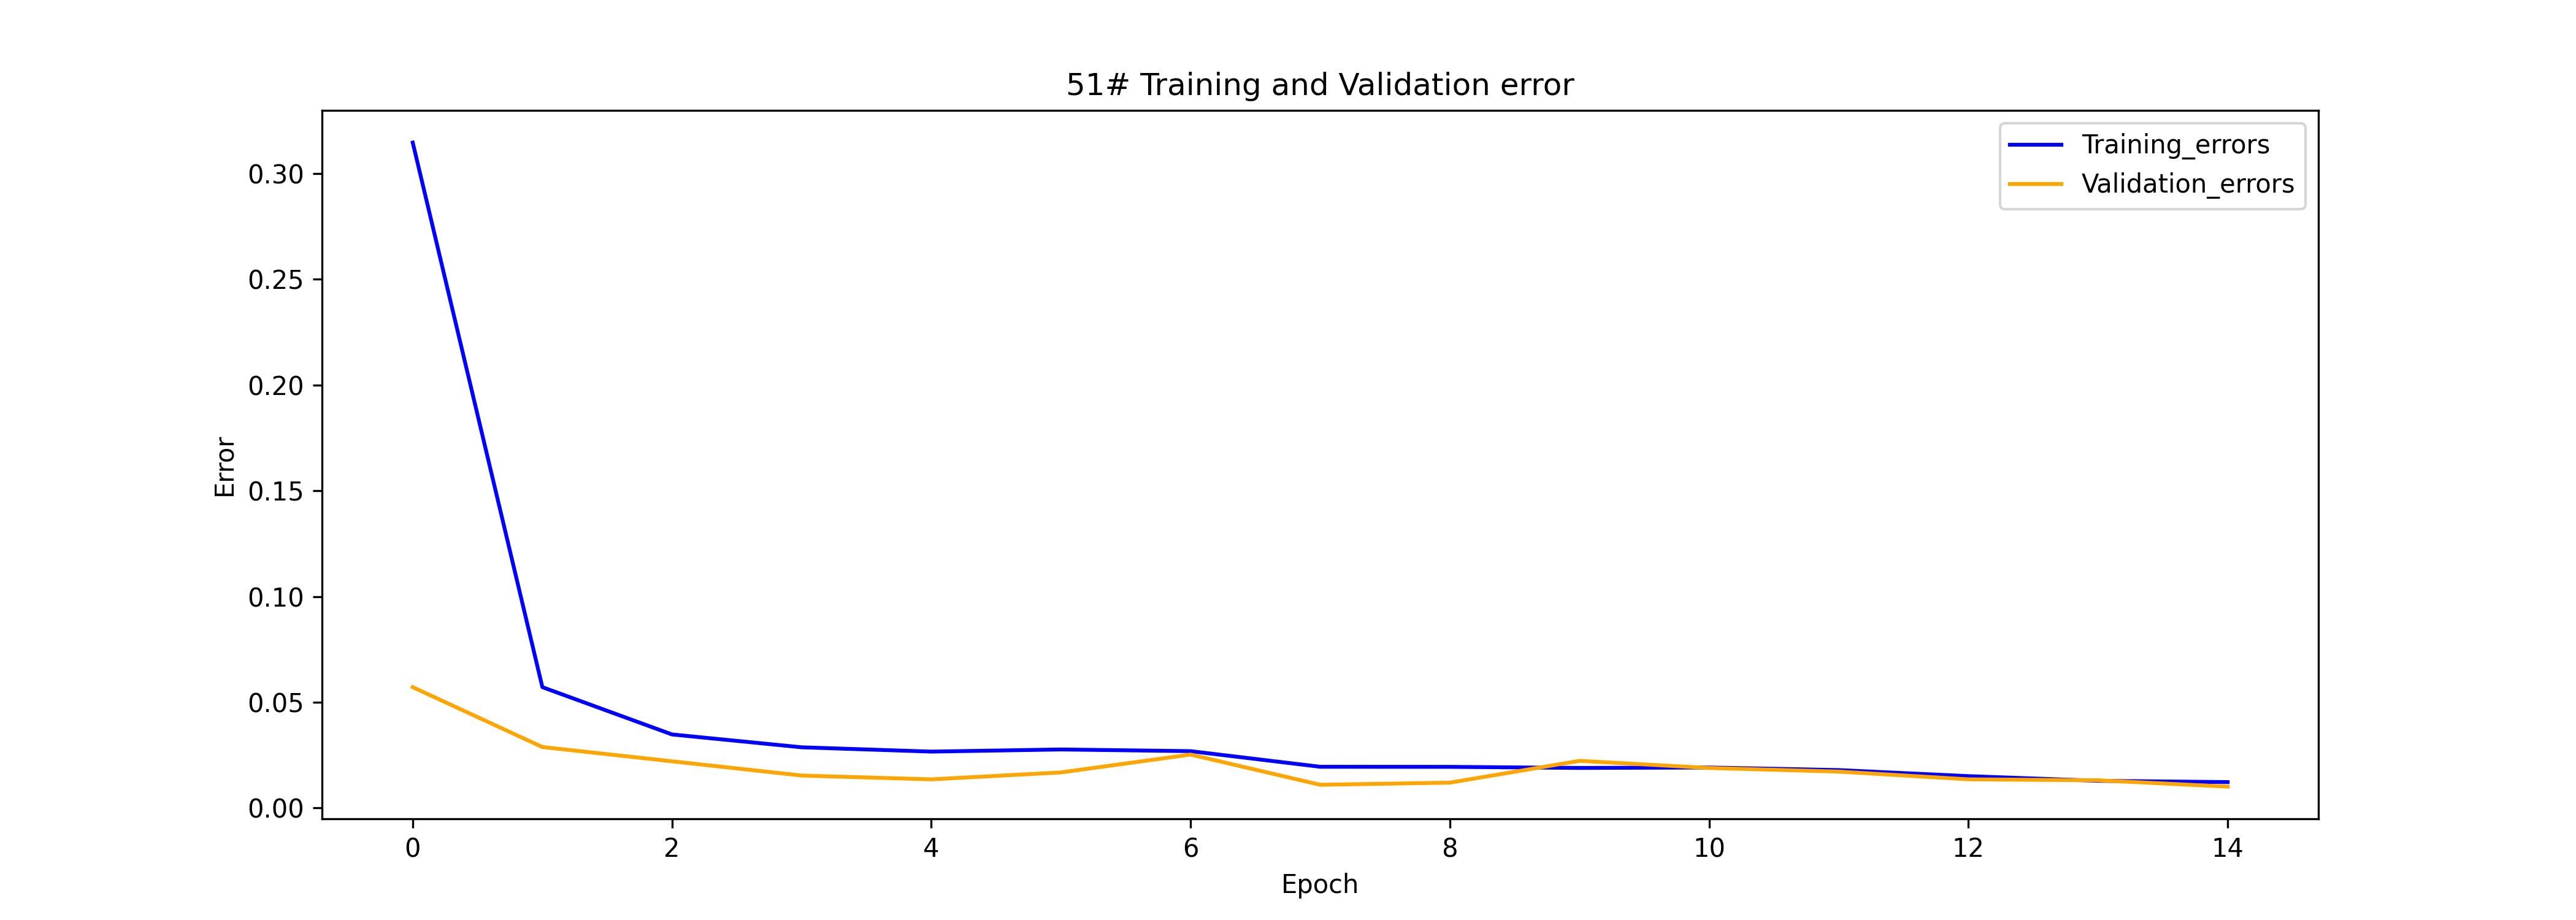 51# Training and Validation error
Training_errors
Validation_errors
0.30
0.25
0.20
0.15
0.10
0.05
0.00
Error
0 2 4 6 8 10 12 14
Epoch